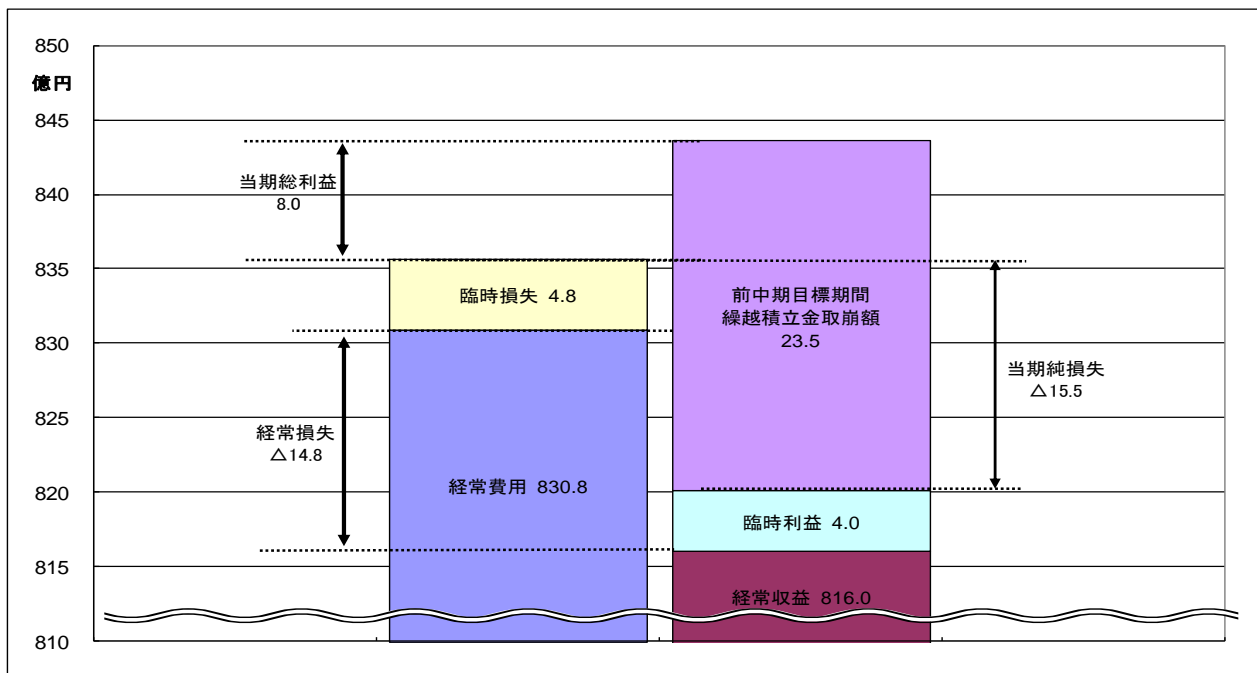 850
億円
845
840
835
830
825
820
815
810
当期総利益
8.0
経常損失
△14.8
臨時損失 4.8
経常費用 830.8
前中期目標期間
繰越積立金取崩額
23.5
臨時利益 4.0
経常収益 816.0
当期純損失
△15.5